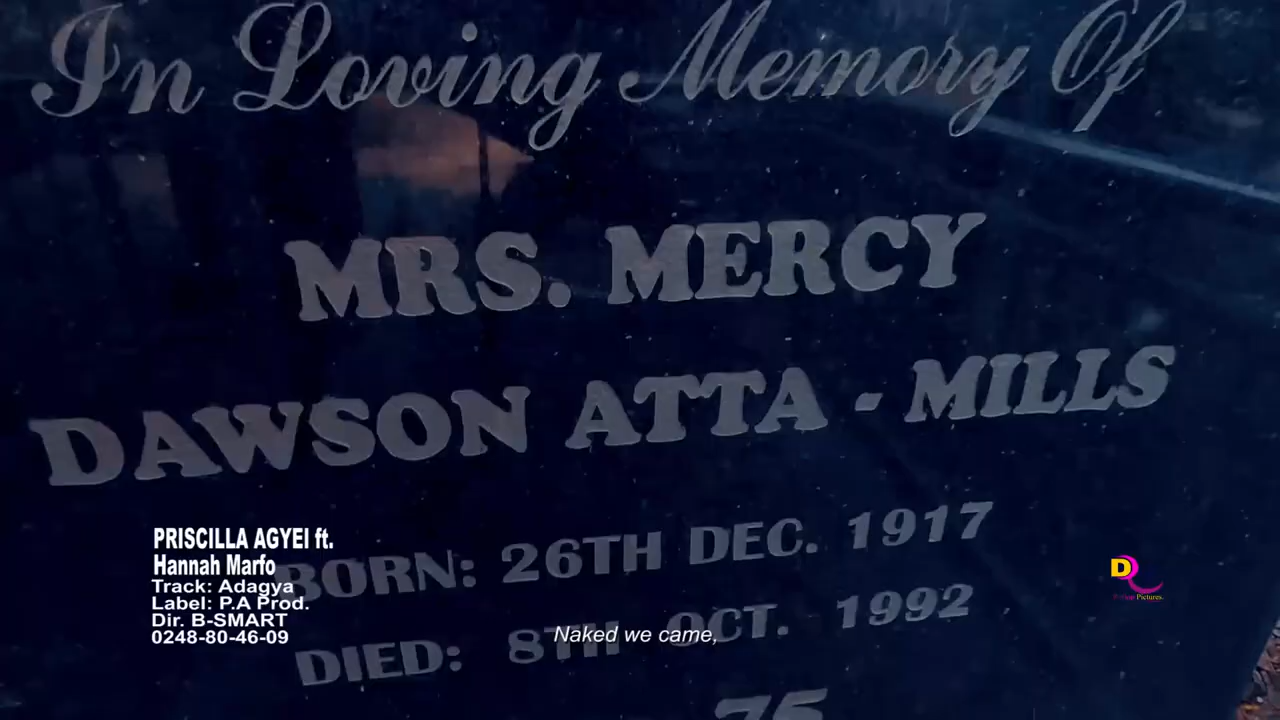 In Loving Memory Of
MRS. MERCY
DAWSON ATTA - MILLS
BORN: 26TH DEC. 1917
DIED: 8TH OCT. 1992
75
PRISCILLA AGYEI ft.
Hannah Marfo
Track: Adagya
Label: P.A Prod.
Dir. B-SMART
0248-80-46-09
Naked we came,
D
Pictures.